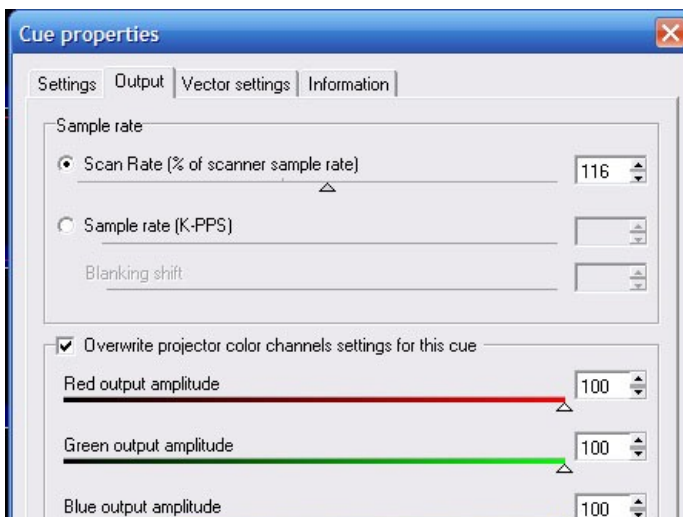 Cue properties
Settings Output Vector settings Information
Sample rate
Scan Rate (% of scanner sample rate) 116
Sample rate (K-PPS)
Blanking shift
Overwrite projector color channels settings for this cue
Red output amplitude 100
Green output amplitude 100
Blue output amplitude 100